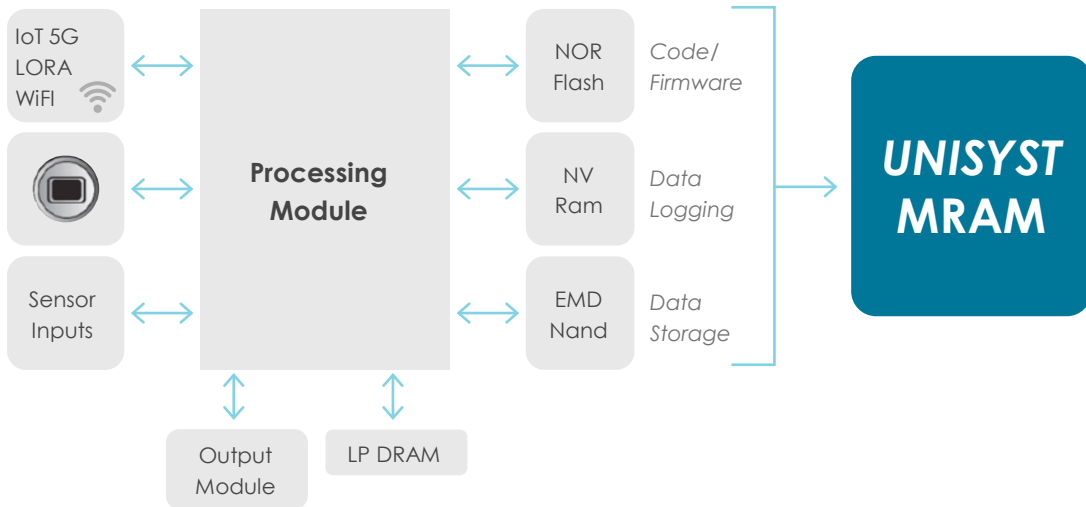 IoT 5G
LORA
WiFI
Processing
Module
NOR
Flash
Code/
Firmware
UNISYST
MRAM
NV
Ram
Data
Logging
Sensor
Inputs
EMD
Nand
Data
Storage
Output
Module
LP DRAM